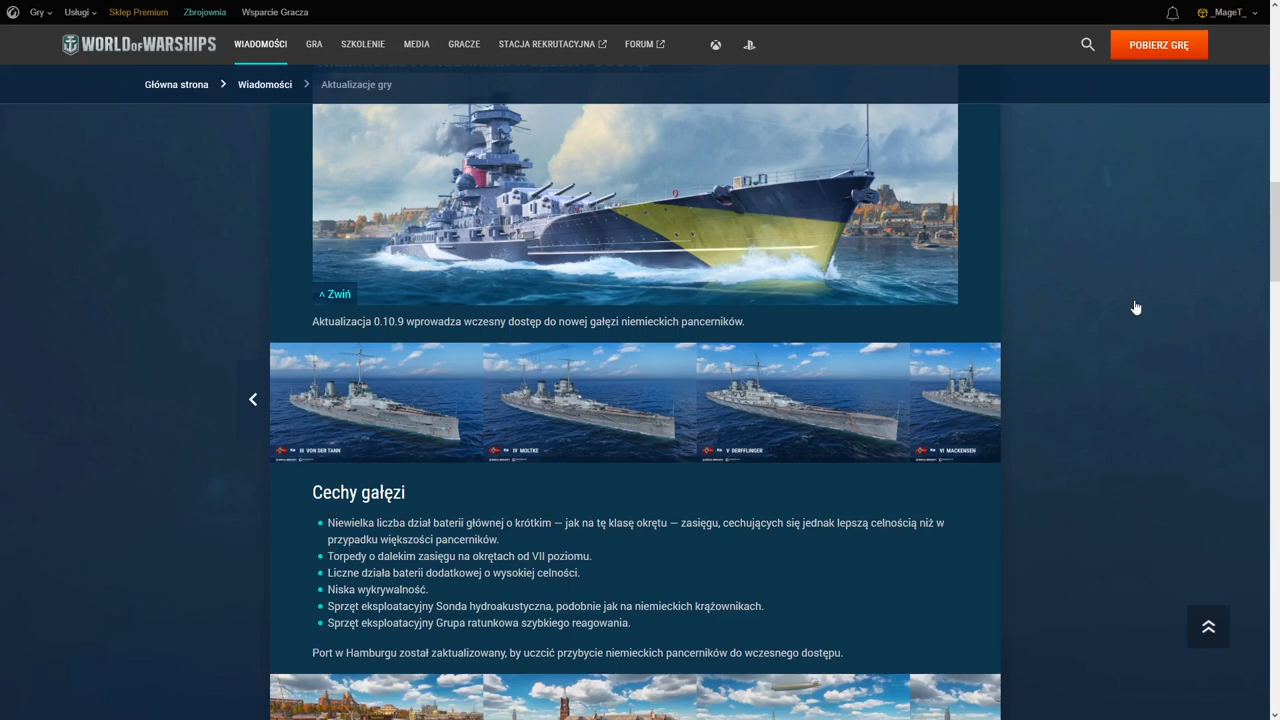 Gry
Usługi
Sklep Premium
Zbrojownia
Wsparcie Gracza
_MageT_
WORLD OF WARSHIPS
WIADOMOŚCI
GRA
SZKOLENIE
MEDIA
GRACZE
STACJA REKRUTACYJNA
FORUM
POBIERZ GRĘ
Główna strona
Wiadomości
Aktualizacje gry
^ Zwiń
Aktualizacja 0.10.9 wprowadza wczesny dostęp do nowej gałęzi niemieckich pancerników.
III VON DER TANN
IV MOLTKE
V DERFFLINGER
VI MACKENSEN
Cechy gałęzi
Niewielka liczba dział baterii głównej o krótkim — jak na tę klasę okrętu — zasięgu, cechujących się jednak lepszą celnością niż w
przypadku większości pancerników.
Torpedy o dalekim zasięgu na okrętach od VII poziomu.
Liczne działa baterii dodatkowej o wysokiej celności.
Niska wykrywalność.
Sprzęt eksploatacyjny Sonda hydroakustyczna, podobnie jak na niemieckich krążownikach.
Sprzęt eksploatacyjny Grupa ratunkowa szybkiego reagowania.
Port w Hamburgu został zaktualizowany, by uczcić przybycie niemieckich pancerników do wczesnego dostępu.